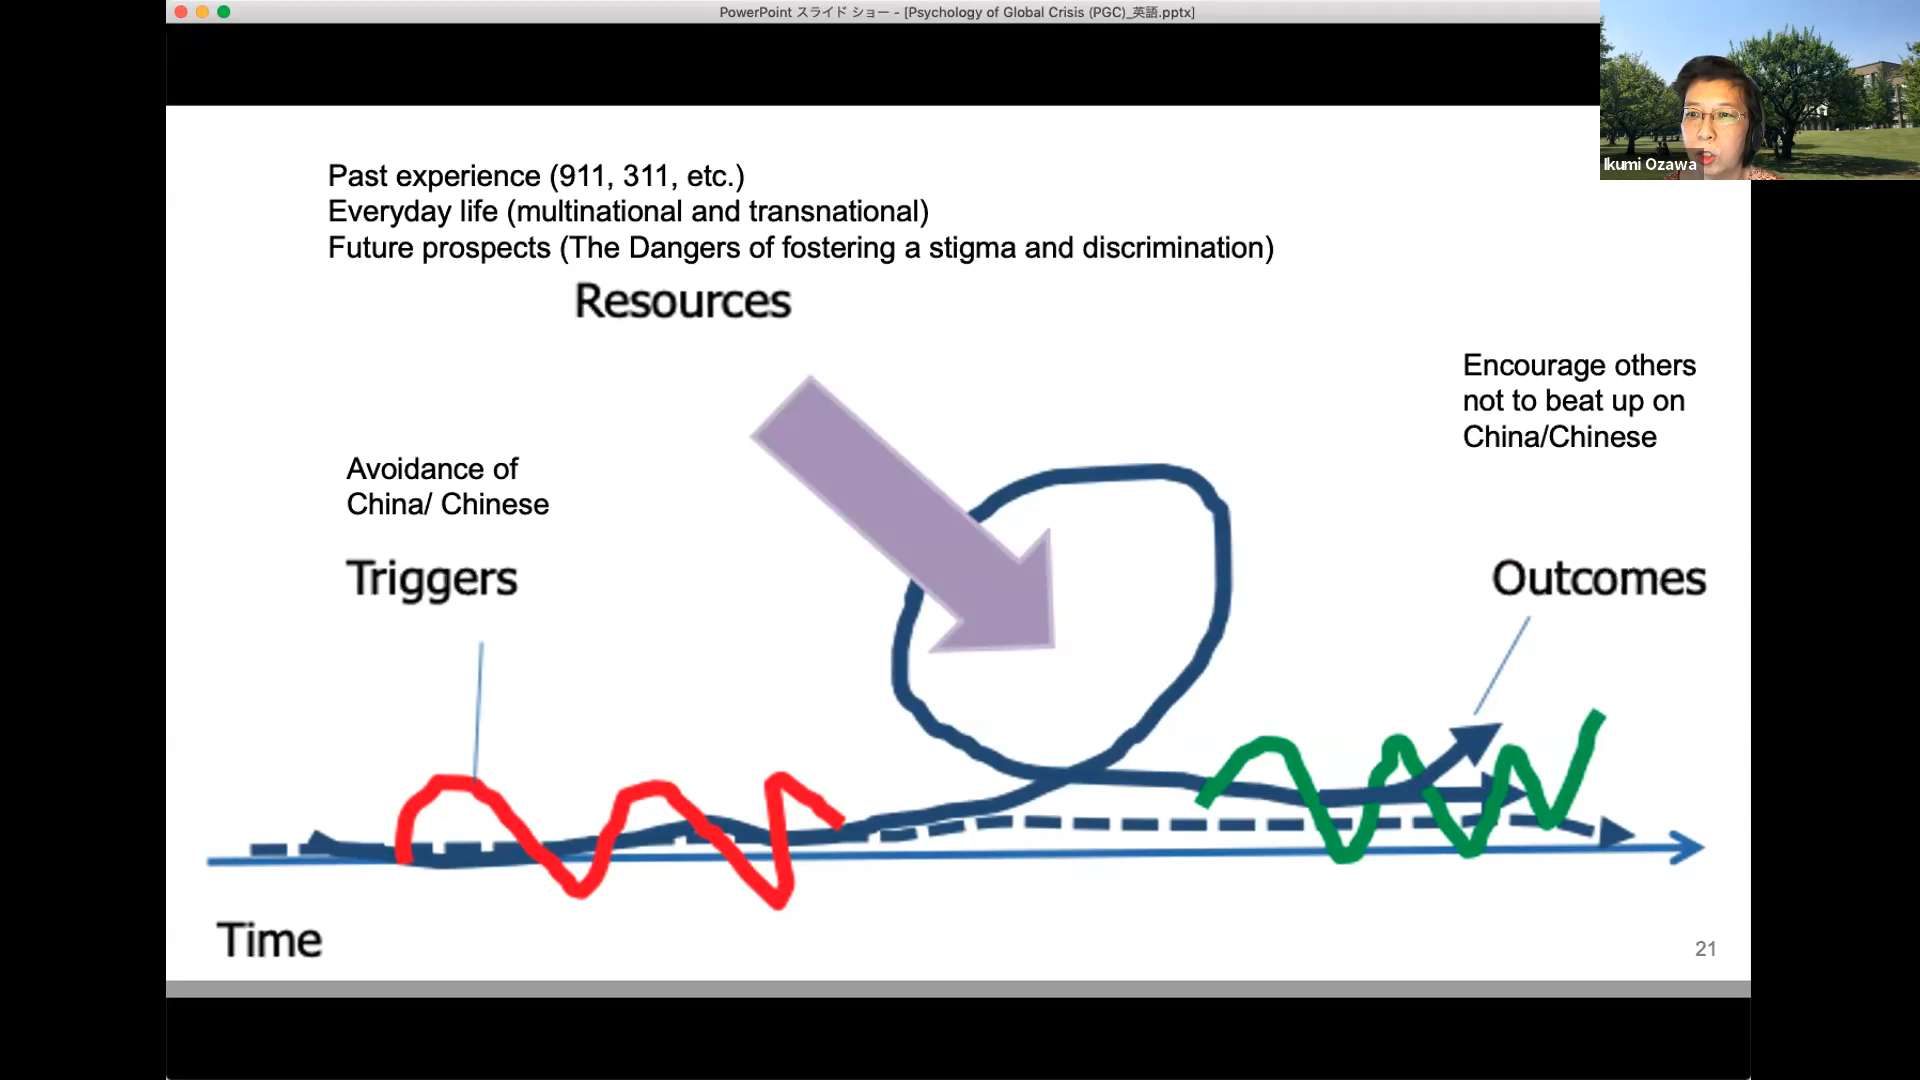 PowerPoint スライド ショー - [Psychology of Global Crisis (PGC)_英語.pptx]
Ikumi Ozawa
Past experience (911, 311, etc.)
Everyday life (multinational and transnational)
Future prospects (The Dangers of fostering a stigma and discrimination)
Resources
Encourage others
not to beat up on
China/Chinese
Avoidance of
China/ Chinese
Triggers
Outcomes
Time
21